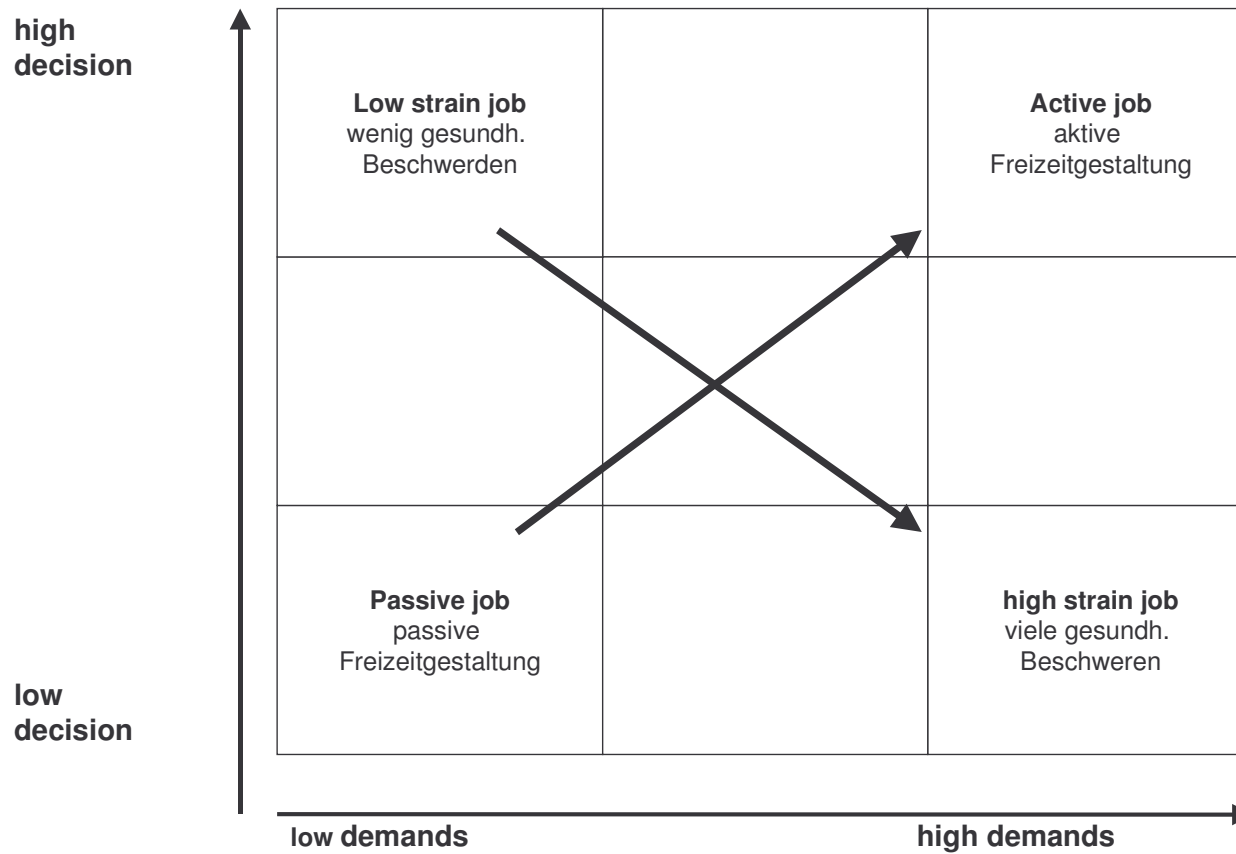 high
decision
Low strain job
wenig gesundh.
Beschwerden
Active job
aktive
Freizeitgestaltung
Passive job
passive
Freizeitgestaltung
high strain job
viele gesundh.
Beschweren
low
decision
low demands
high demands